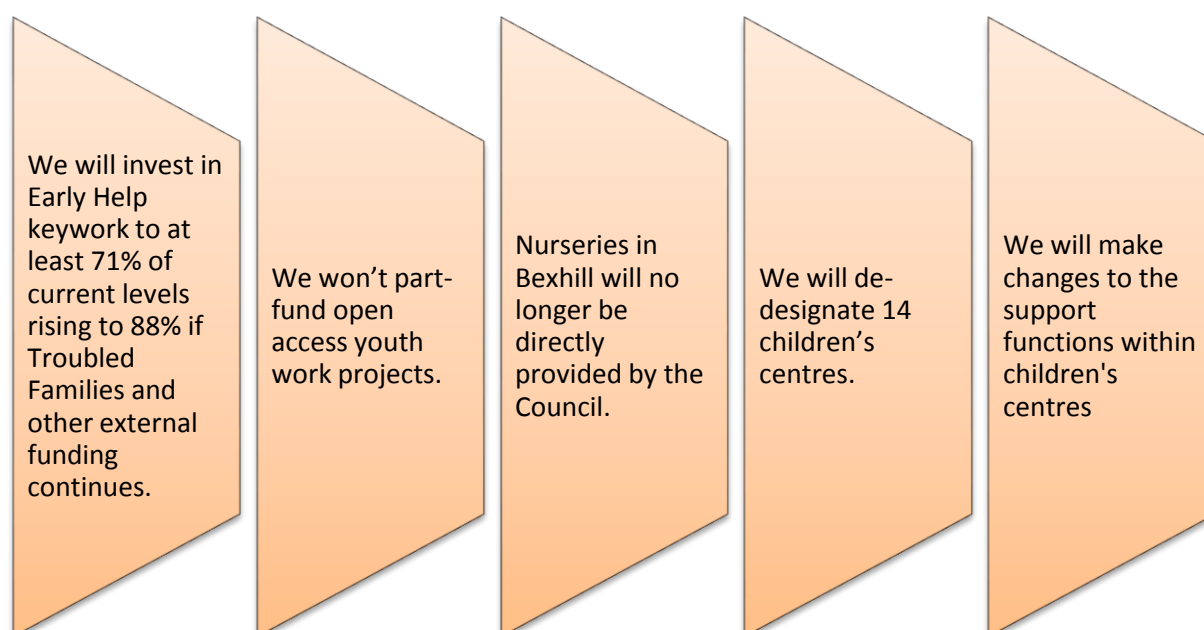 We will invest in
Early Help
keywork to at
least 71% of
current levels
rising to 88% if
Troubled
Families and
other external
funding
continues.
We won’t part-
fund open
access youth
work projects.
Nurseries in
Bexhill will no
longer be
directly
provided by the
Council.
We will de-
designate 14
children’s
centres.
We will make
changes to the
support
functions within
children's
centres